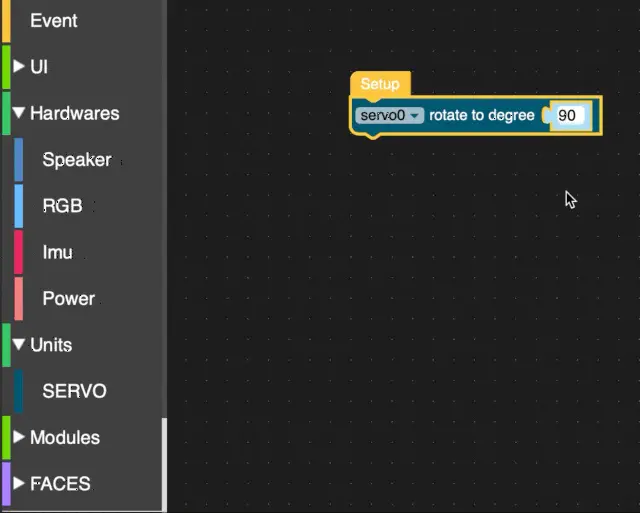 Event
UI
Hardwares
Speaker
RGB
Imu
Power
Units
SERVO
Modules
FACES
Setup
servo0 rotate to degree 90